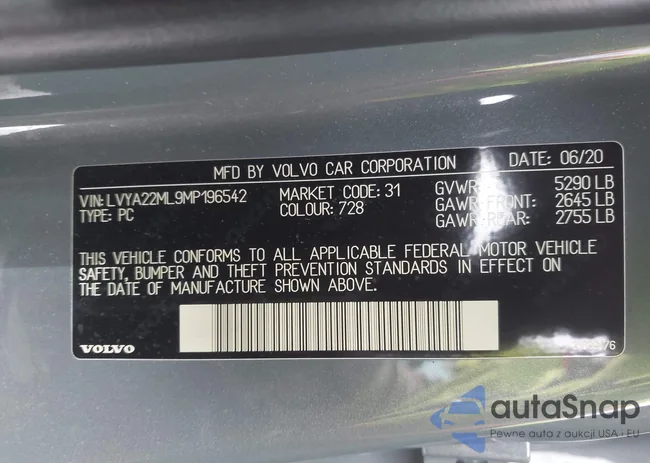 MFD BY VOLVO CAR CORPORATION DATE: 06/20
VIN: LVYA22ML9MP196542 MARKET CODE: 31 GVWR 5290 LB
TYPE: PC COLOUR: 728 GAWR FRONT: 2645 LB
GAWR REAR: 2755 LB
THIS VEHICLE CONFORMS TO ALL APPLICABLE FEDERAL MOTOR VEHICLE
SAFETY, BUMPER AND THEFT PREVENTION STANDARDS IN EFFECT ON
THE DATE OF MANUFACTURE SHOWN ABOVE.
VOLVO
autaSnap
Pewne auta z aukcji USA i EU